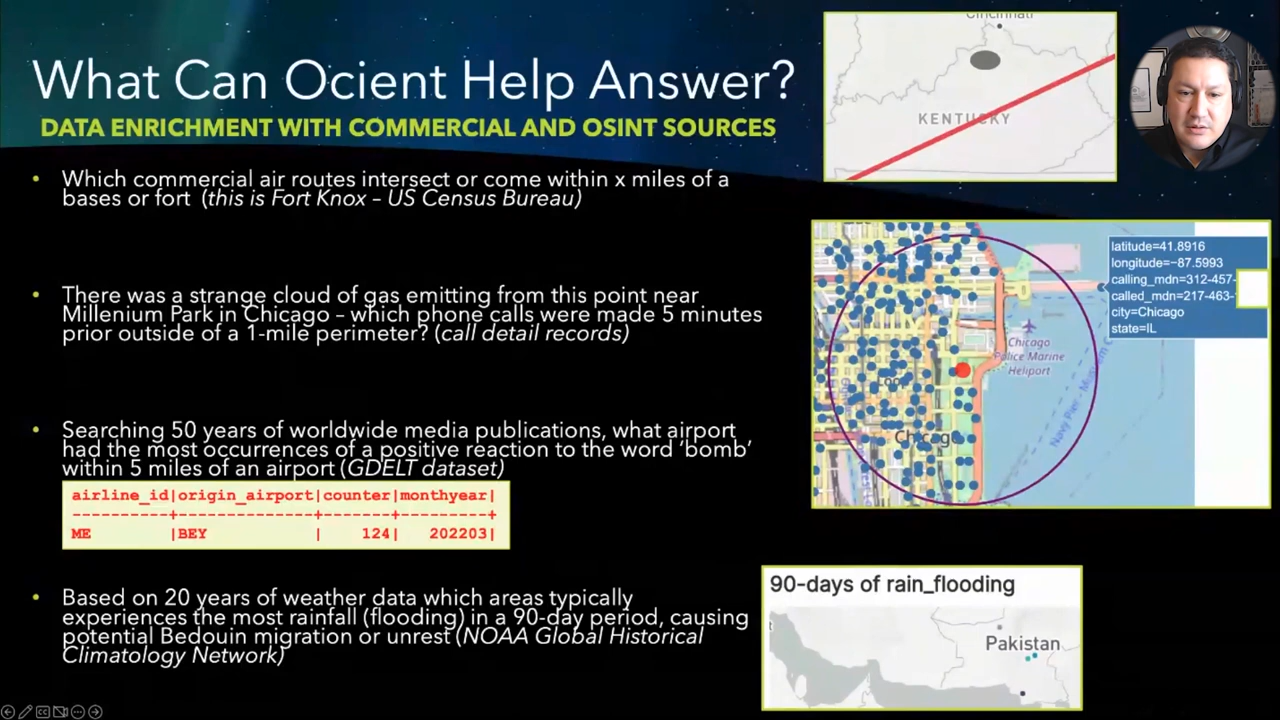 What Can Ocient Help Answer?
DATA ENRICHMENT WITH COMMERCIAL AND OSINT SOURCES
• Which commercial air routes intersect or come within x miles of a
bases or fort (this is Fort Knox – US Census Bureau)
• There was a strange cloud of gas emitting from this point near
Millenium Park in Chicago – which phone calls were made 5 minutes
prior outside of a 1-mile perimeter? (call detail records)
• Searching 50 years of worldwide media publications, what airport
had the most occurrences of a positive reaction to the word ‘bomb’
within 5 miles of an airport (GDELT dataset)
airline_id|origin_airport|counter|monthyear|
----------+--------------+-------+---------+
ME |BEY | 124| 202203|
• Based on 20 years of weather data which areas typically
experiences the most rainfall (flooding) in a 90-day period, causing
potential Bedouin migration or unrest (NOAA Global Historical
Climatology Network)
Cincinnati
KENTUCKY
latitude=41.8916
longitude=-87.5993
calling_mdn=312-457-
called_mdn=217-463-
city=Chicago
state=IL
Chicago
Police Marine
Heliport
Loop
Chicago
Navy Pier -
90-days of rain_flooding
Pakistan